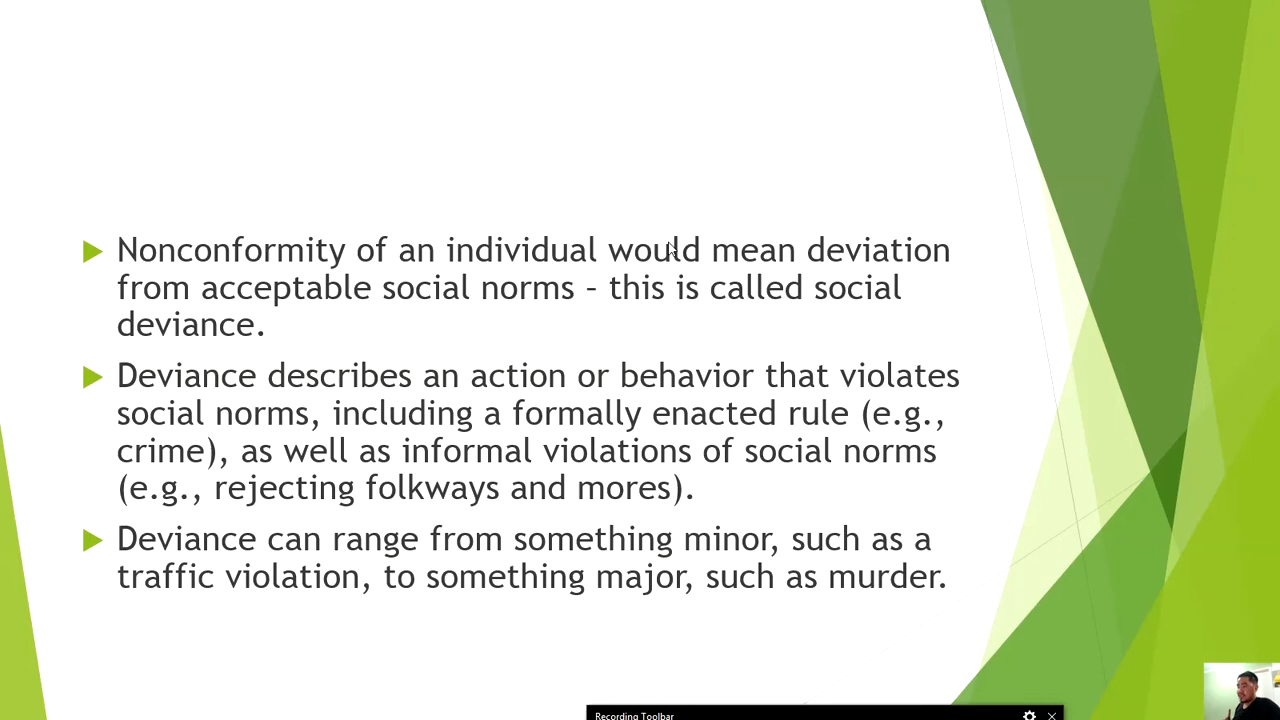 Nonconformity of an individual would mean deviation
from acceptable social norms – this is called social
deviance.
Deviance describes an action or behavior that violates
social norms, including a formally enacted rule (e.g.,
crime), as well as informal violations of social norms
(e.g., rejecting folkways and mores).
Deviance can range from something minor, such as a
traffic violation, to something major, such as murder.
Recording Toolbar